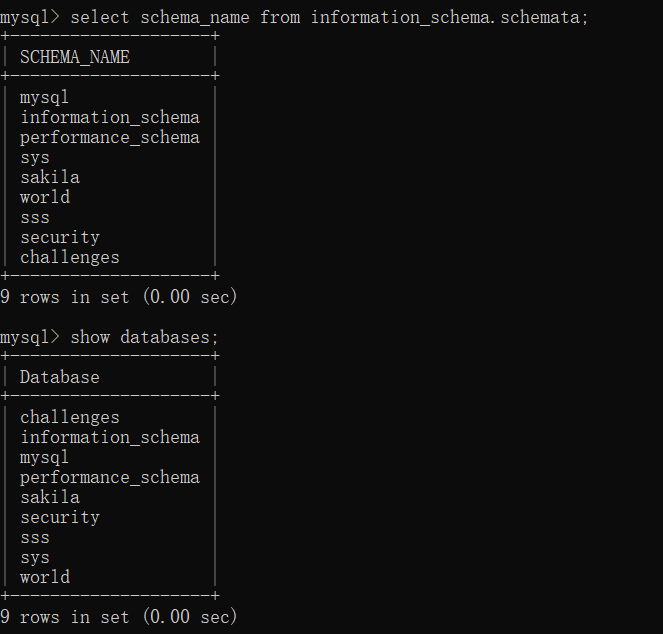 mysql> select schema_name from information_schema.schemata;
+--------------------+
| SCHEMA_NAME        |
+--------------------+
| mysql              |
| information_schema |
| performance_schema |
| sys                |
| sakila             |
| world              |
| sss                |
| security           |
| challenges         |
+--------------------+
9 rows in set (0.00 sec)

mysql> show databases;
+--------------------+
| Database           |
+--------------------+
| challenges         |
| information_schema |
| mysql              |
| performance_schema |
| sakila             |
| security           |
| sss                |
| sys                |
| world              |
+--------------------+
9 rows in set (0.00 sec)